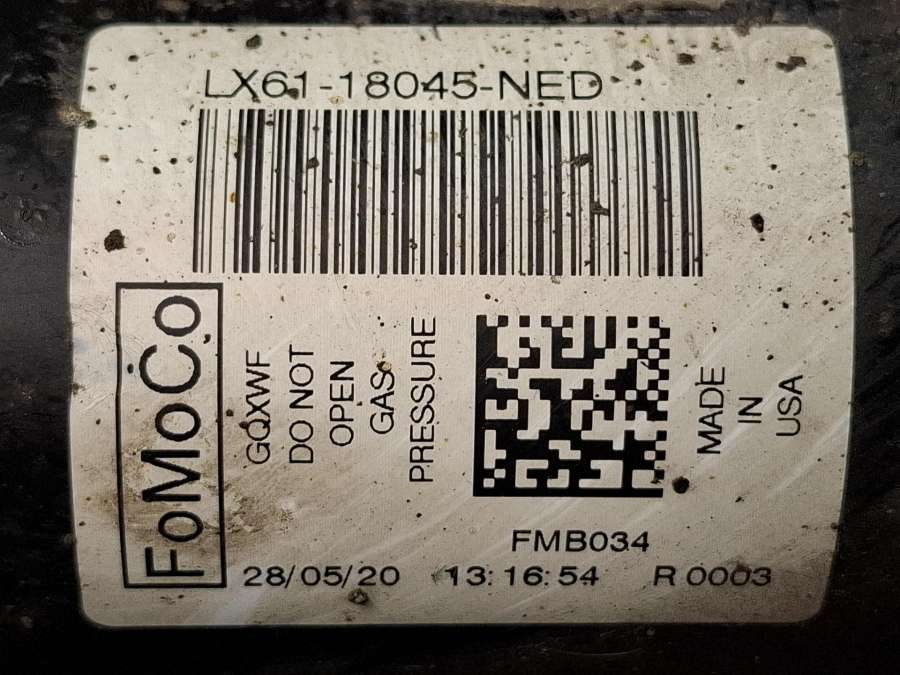 LX61-18045-NED
FoMoCo
GQXWF
DO NOT
OPEN
GAS
PRESSURE
MADE
IN
USA
FMB034
28/05/20 13:16:54 R 0003